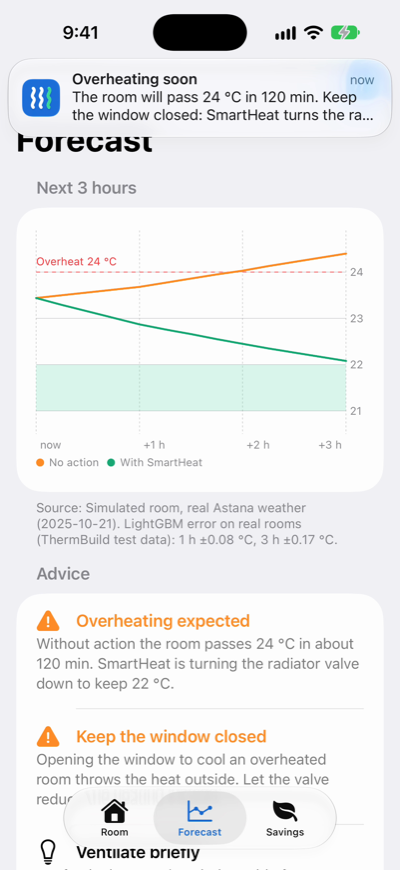 9:41
Overheating soon
now
The room will pass 24 °C in 120 min. Keep
the window closed: SmartHeat turns the ra...
Forecast
Next 3 hours
Overheat 24 °C
24
23
22
21
now
+1 h
+2 h
+3 h
No action
With SmartHeat
Source: Simulated room, real Astana weather
(2025-10-21). LightGBM error on real rooms
(ThermBuild test data): 1 h ±0.08 °C, 3 h ±0.17 °C.
Advice
Overheating expected
Without action the room passes 24 °C in about
120 min. SmartHeat is turning the radiator valve
down to keep 22 °C.
Keep the window closed
Opening the window to cool an overheated
room throws the heat outside. Let the valve
Room
Forecast
Savings
Ventilate briefly